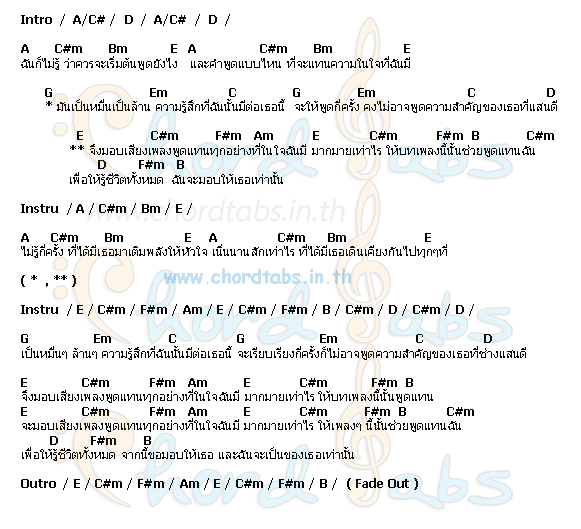 Intro / A/C# / D / A/C# / D /
A C#m Bm E A C#m Bm E
ฉันก็ไม่รู้ ว่าควรจะเริ่มต้นพูดยังไง และคำพูดแบบไหน ที่จะแทนความในใจที่ฉันมี
G Em C G Em C D
* มันเป็นหมื่นเป็นล้าน ความรู้สึกที่ฉันนั้นมีต่อเธอนี้ จะให้พูดกี่ครั้ง คงไม่อาจพูดความสำคัญของเธอที่แสนดี
E C#m F#m Am E C#m F#m B C#m
** จึงมอบเสียงเพลงพูดแทนทุกอย่างที่ในใจฉันมี มากมายเท่าไร ให้บทเพลงนี้นั้นช่วยพูดแทนฉัน
D F#m B
เพื่อให้รู้ชีวิตทั้งหมด ฉันจะมอบให้เธอเท่านั้น
Instru / A / C#m / Bm / E /
www.chordtabs.in.th
A C#m Bm E A C#m Bm E
ไม่รู้กี่ครั้ง ที่ได้มีเธอมาเติมพลังให้หัวใจ เนิ่นนานสักเท่าไร ที่ได้มีเธอเดินเคียงกันไปทุกๆที่
www.chordtabs.in.th
( * , ** )
Instru / E / C#m / F#m / Am / E / C#m / F#m / B / C#m / D / C#m / D /
G Em C G Em C D
เป็นหมื่นๆ ล้านๆ ความรู้สึกที่ฉันนั้นมีต่อเธอนี้ จะเรียบเรียงกี่ครั้งก็ไม่อาจพูดความสำคัญของเธอที่ช่างแสนดี
E C#m F#m Am E C#m F#m B
จึงมอบเสียงเพลงพูดแทนทุกอย่างที่ในใจฉันมี มากมายเท่าไร ให้บทเพลงนี้นั้นพูดแทน
E C#m F#m Am E C#m F#m B C#m
จะมอบเสียงเพลงพูดแทนทุกอย่างที่ในใจฉันมี มากมายเท่าไร ให้เพลงๆ นี้นั้นช่วยพูดแทนฉัน
D F#m B
เพื่อให้รู้ชีวิตทั้งหมด จากนี้ขอมอบให้เธอ และฉันจะเป็นของเธอเท่านั้น
Outro / E / C#m / F#m / Am / E / C#m / F#m / B / ( Fade Out )